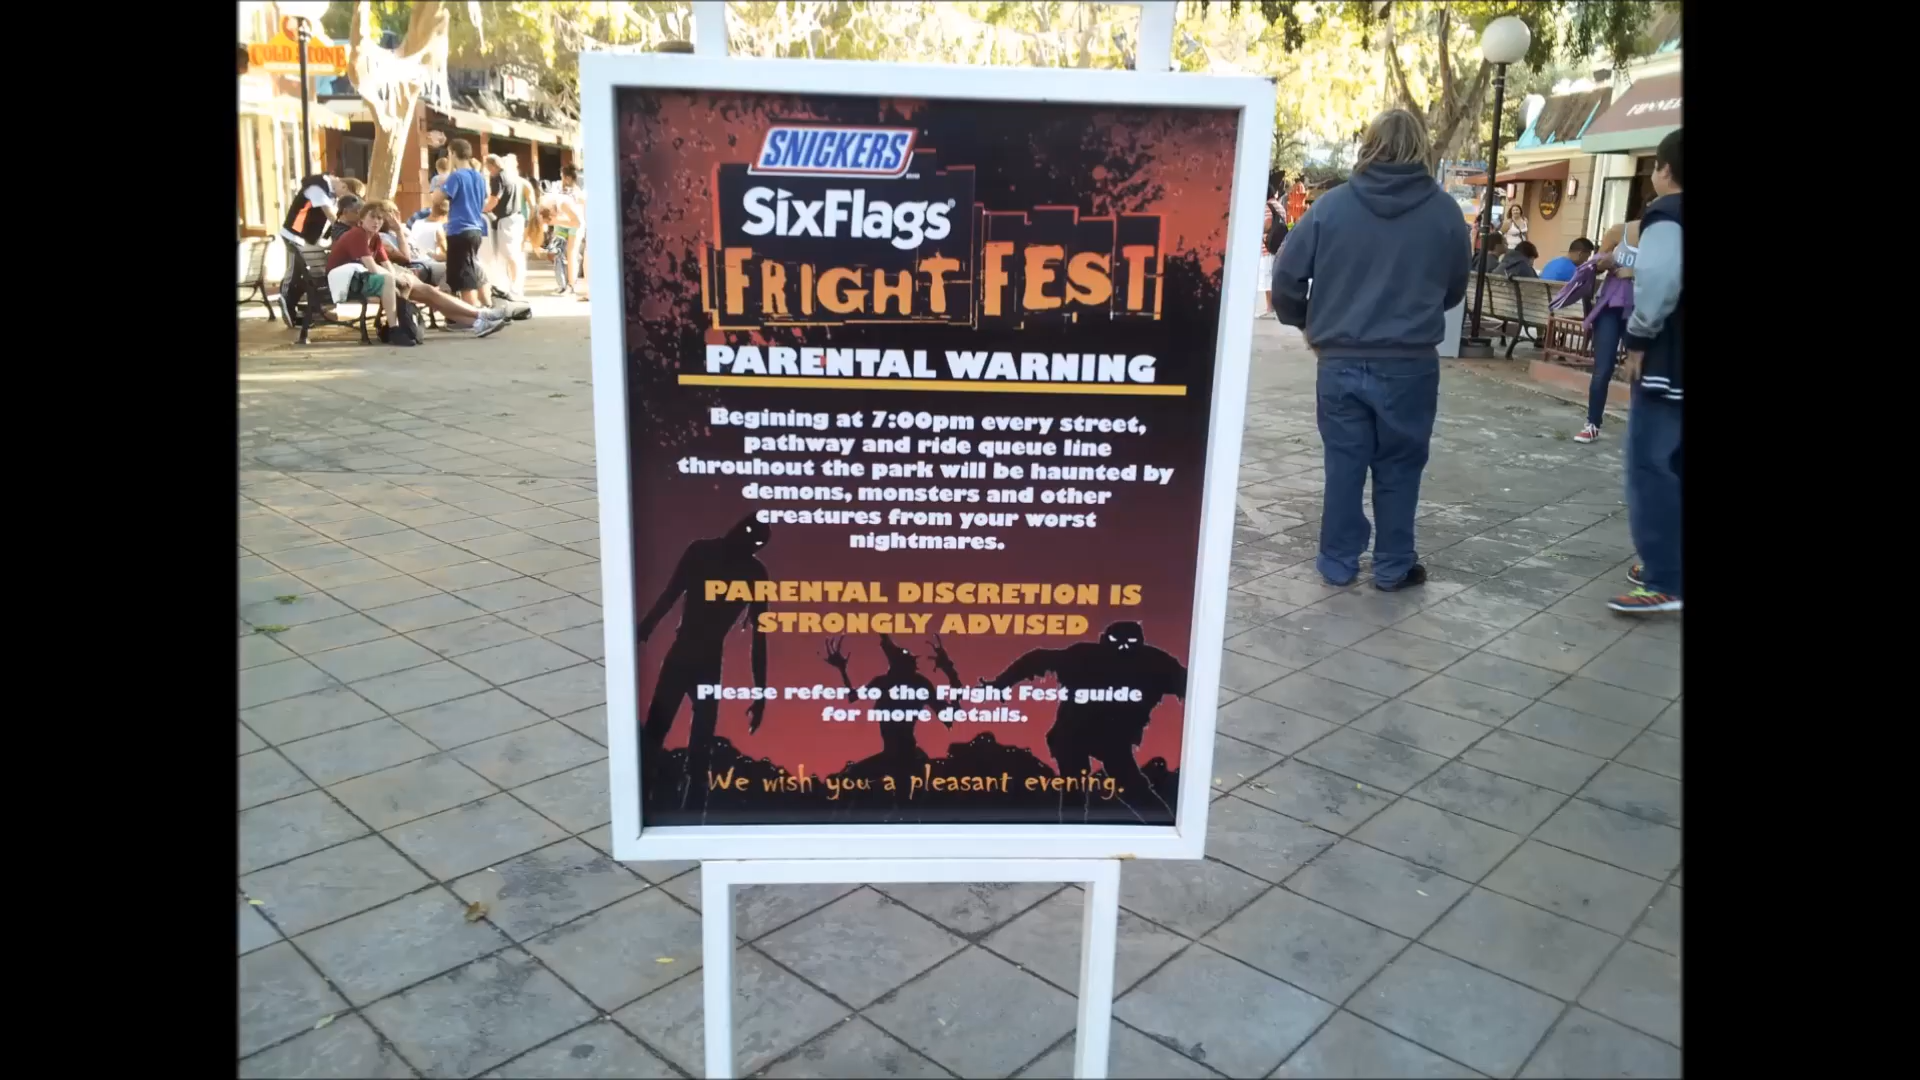 COLD STONE
SNICKERS
SixFlags®
FRIGHT FEST
PARENTAL WARNING
Begining at 7:00pm every street,
pathway and ride queue line
throuhout the park will be haunted by
demons, monsters and other
creatures from your worst
nightmares.
PARENTAL DISCRETION IS
STRONGLY ADVISED
Please refer to the Fright Fest guide
for more details.
We wish you a pleasant evening.